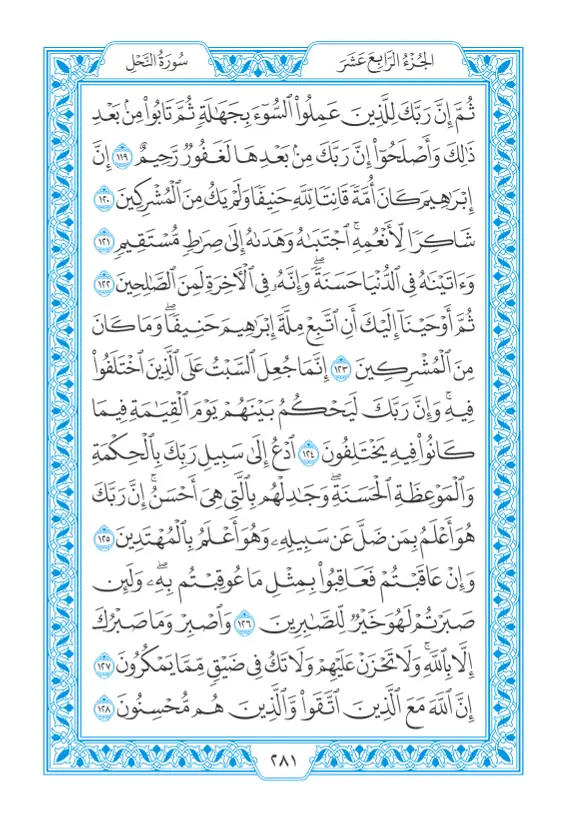 الجُزْءُ الرَّابِعَ عَشَرَ
سُورَةُ النَّحْلِ
ثُمَّ إِنَّ رَبَّكَ لِلَّذِينَ عَمِلُوا۟ ٱلسُّوٓءَ بِجَهَٰلَةٍۢ ثُمَّ تَابُوا۟ مِنۢ بَعْدِ
ذَٰلِكَ وَأَصْلَحُوٓا۟ إِنَّ رَبَّكَ مِنۢ بَعْدِهَا لَغَفُورٌۭ رَّحِيمٌ ١١٩ إِنَّ
إِبْرَٰهِيمَ كَانَ أُمَّةًۭ قَانِتًۭا لِّلَّهِ حَنِيفًۭا وَلَمْ يَكُ مِنَ ٱلْمُشْرِكِينَ ١٢٠
شَاكِرًۭا لِّأَنْعُمِهِۚ ٱجْتَبَىٰهُ وَهَدَىٰهُ إِلَىٰ صِرَٰطٍۢ مُّسْتَقِيمٍۢ ١٢١
وَءَاتَيْنَٰهُ فِى ٱلدُّنْيَا حَسَنَةًۭۖ وَإِنَّهُۥ فِى ٱلْءَاخِرَةِ لَمِنَ ٱلصَّٰلِحِينَ ١٢٢
ثُمَّ أَوْحَيْنَآ إِلَيْكَ أَنِ ٱتَّبِعْ مِلَّةَ إِبْرَٰهِيمَ حَنِيفًۭاۖ وَمَا كَانَ
مِنَ ٱلْمُشْرِكِينَ ١٢٣ إِنَّمَا جُعِلَ ٱلسَّبْتُ عَلَى ٱلَّذِينَ ٱخْتَلَفُوا۟
فِيهِۚ وَإِنَّ رَبَّكَ لَيَحْكُمُ بَيْنَهُمْ يَوْمَ ٱلْقِيَٰمَةِ فِيمَا
كَانُوا۟ فِيهِ يَخْتَلِفُونَ ١٢٤ ٱدْعُ إِلَىٰ سَبِيلِ رَبِّكَ بِٱلْحِكْمَةِ
وَٱلْمَوْعِظَةِ ٱلْحَسَنَةِۖ وَجَٰدِلْهُم بِٱلَّتِى هِىَ أَحْسَنُۚ إِنَّ رَبَّكَ
هُوَ أَعْلَمُ بِمَن ضَلَّ عَن سَبِيلِهِۦ وَهُوَ أَعْلَمُ بِٱلْمُهْتَدِينَ ١٢٥
وَإِنْ عَاقَبْتُمْ فَعَاقِبُوا۟ بِمِثْلِ مَا عُوقِبْتُم بِهِۦۖ وَلَئِن
صَبَرْتُمْ لَهُوَ خَيْرٌۭ لِّلصَّٰبِرِينَ ١٢٦ وَٱصْبِرْ وَمَا صَبْرُكَ
إِلَّا بِٱللَّهِۚ وَلَا تَحْزَنْ عَلَيْهِمْ وَلَا تَكُ فِى ضَيْقٍۢ مِّمَّا يَمْكُرُونَ ١٢٧
إِنَّ ٱللَّهَ مَعَ ٱلَّذِينَ ٱتَّقَوا۟ وَّٱلَّذِينَ هُم مُّحْسِنُونَ ١٢٨
٢٨١